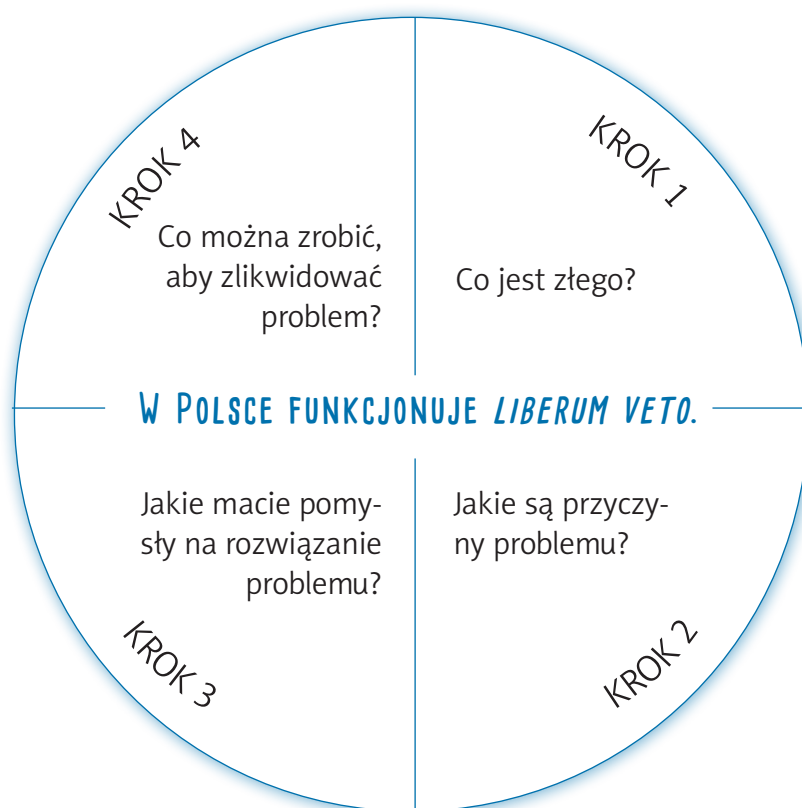 KROK 4
Co można zrobić,
aby zlikwidować
problem?
KROK 1
Co jest złego?
W POLSCE FUNKCJONUJE LIBERUM VETO.
Jakie macie pomy-
sły na rozwiązanie
problemu?
KROK 3
Jakie są przyczy-
ny problemu?
KROK 2